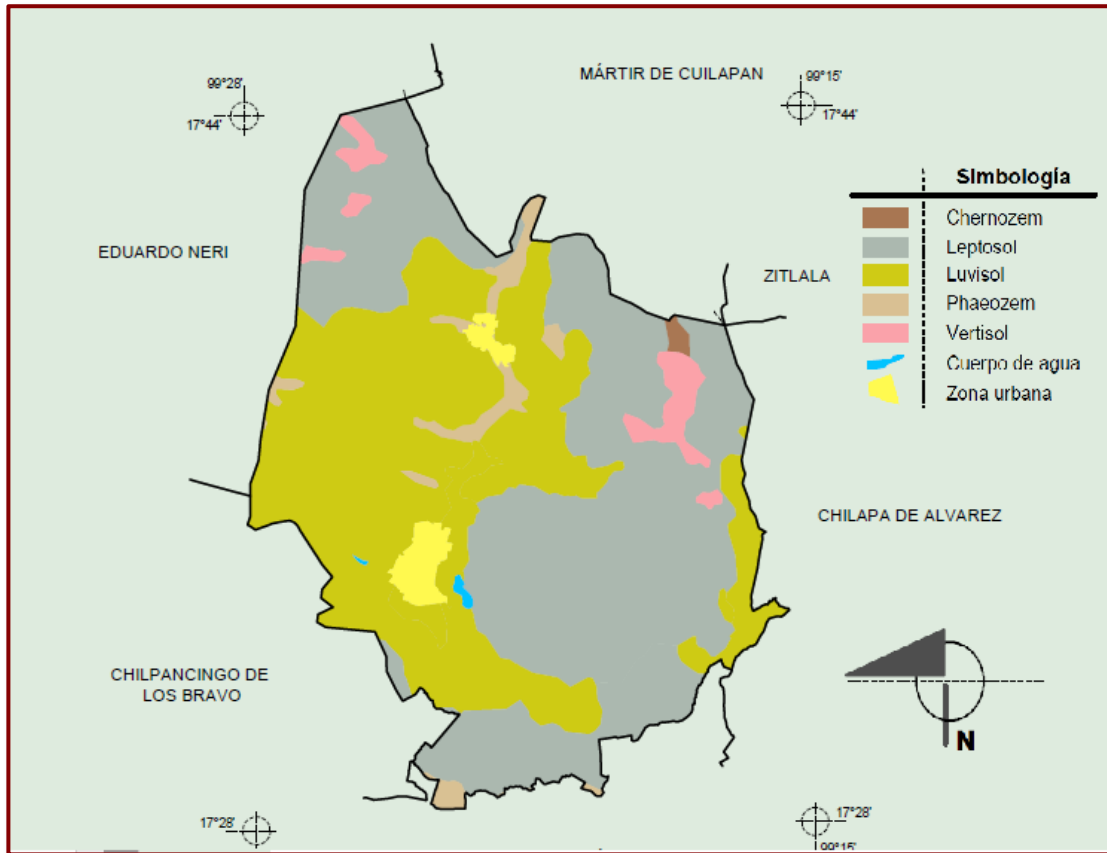 MÁRTIR DE CUILAPAN
99°28'
17°44'
99°15'
17°44'
Simbología
Chernozem
Leptosol
Luvisol
Phaeozem
Vertisol
Cuerpo de agua
Zona urbana
EDUARDO NERI
ZITLALA
CHILAPA DE ALVAREZ
CHILPANCINGO DE
LOS BRAVO
N
17°28'
17°28'
99°15'